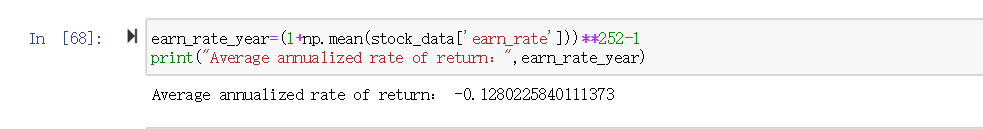 In [68]:
earn_rate_year=(1+np.mean(stock_data['earn_rate']))**252-1
print("Average annualized rate of return：",earn_rate_year)
Average annualized rate of return： -0.1280225840111373